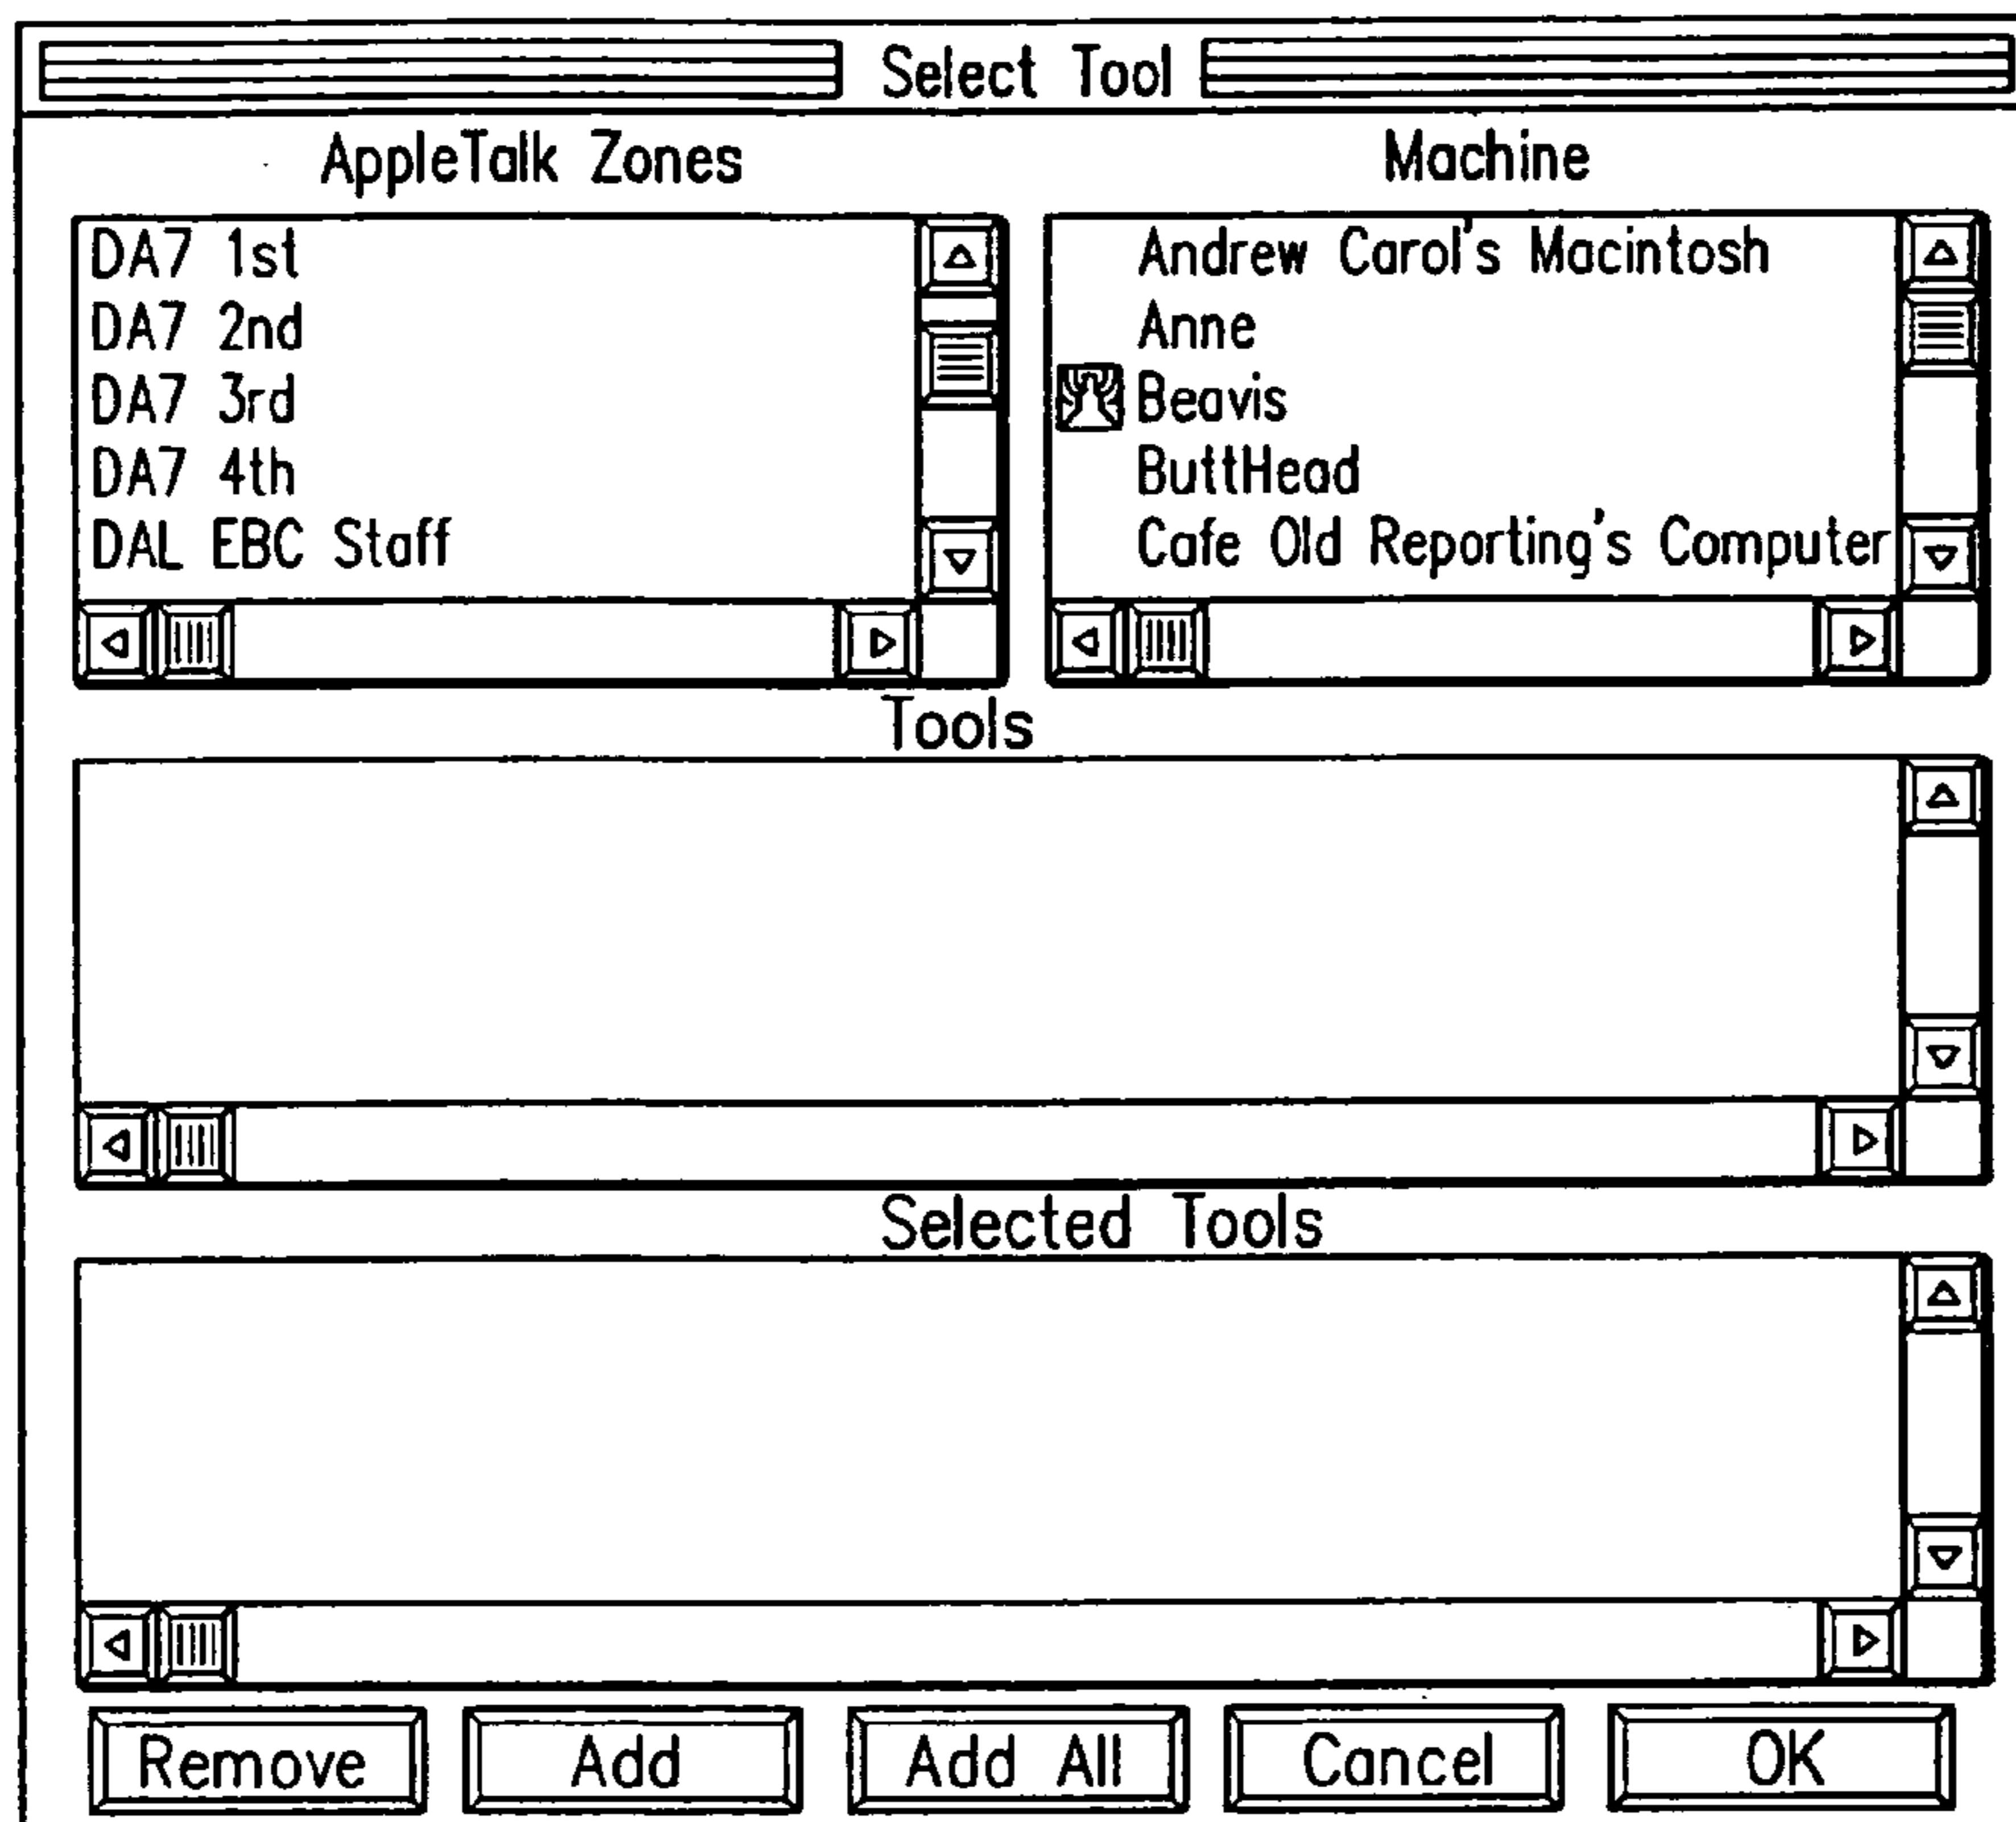 Select Tool
AppleTalk Zones
DA7 1st
DA7 2nd
DA7 3rd
DA7 4th
DAL EBC Staff
Machine
Andrew Carol's Macintosh
Anne
Beavis
ButtHead
Cafe Old Reporting's Computer
Tools
Selected Tools
Remove Add Add All Cancel OK